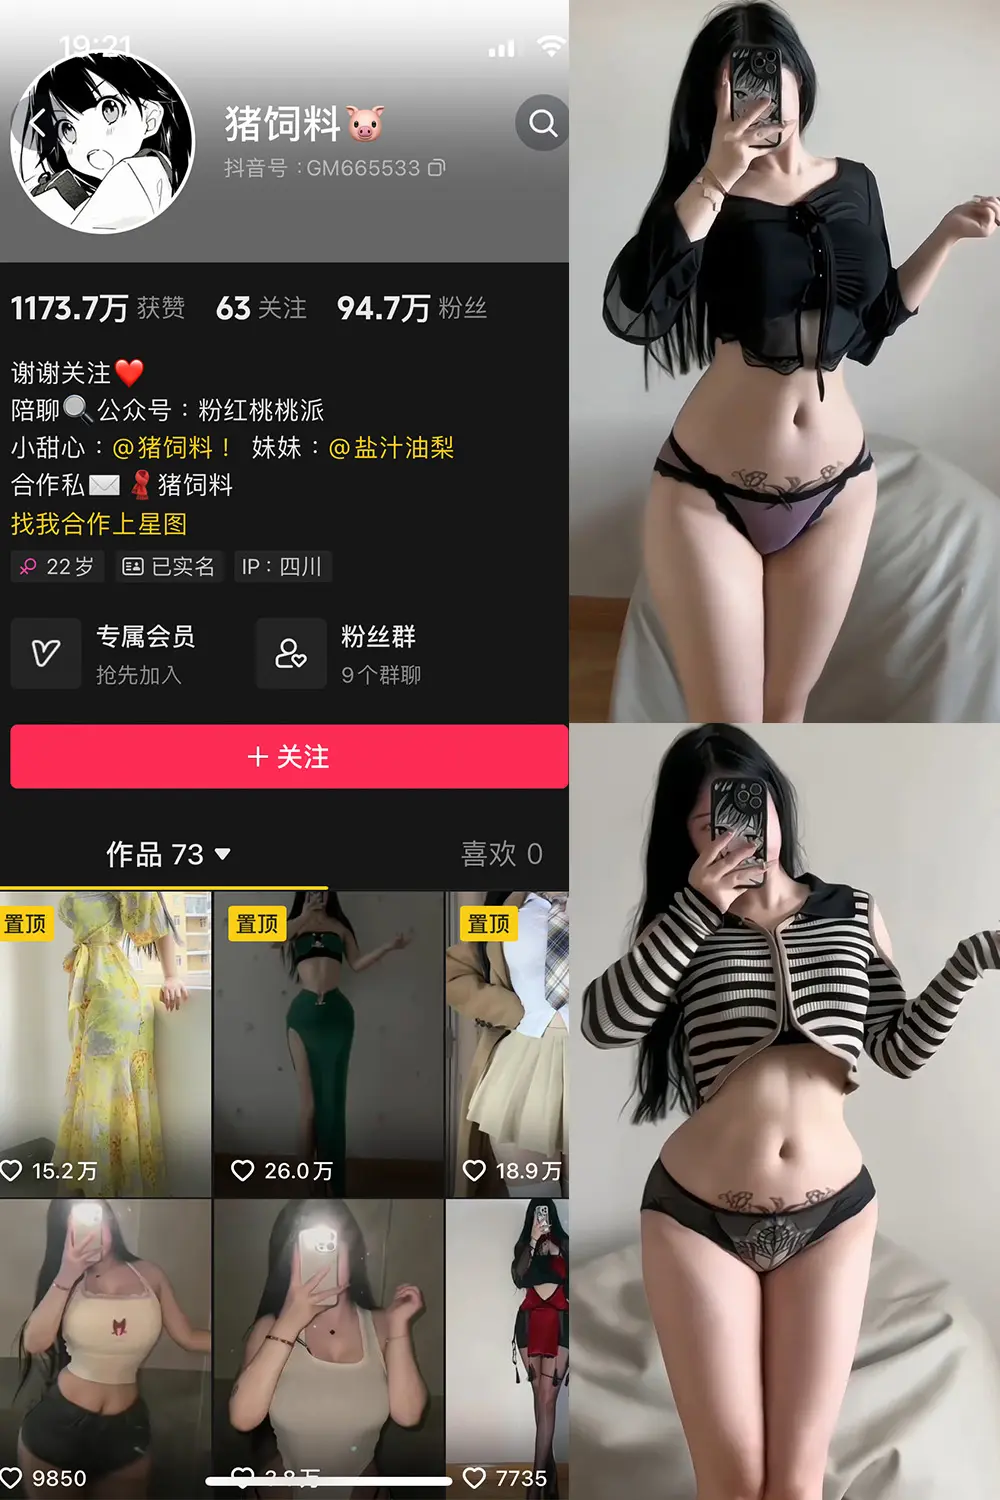 19:21
猪饲料🐷
抖音号：GM665533
1173.7万 获赞 63 关注 94.7万 粉丝
谢谢关注❤️
陪聊🔍公众号：粉红桃桃派
小甜心：@猪饲料！ 妹妹：@盐汁油梨
合作私✉️🧣猪饲料
找我合作上星图
22岁 已实名 IP：四川
专属会员 粉丝群
抢先加入 9个群聊
+ 关注
作品 73 喜欢 0
置顶 置顶 置顶
15.2万 26.0万 18.9万
9850 3.8万 7735